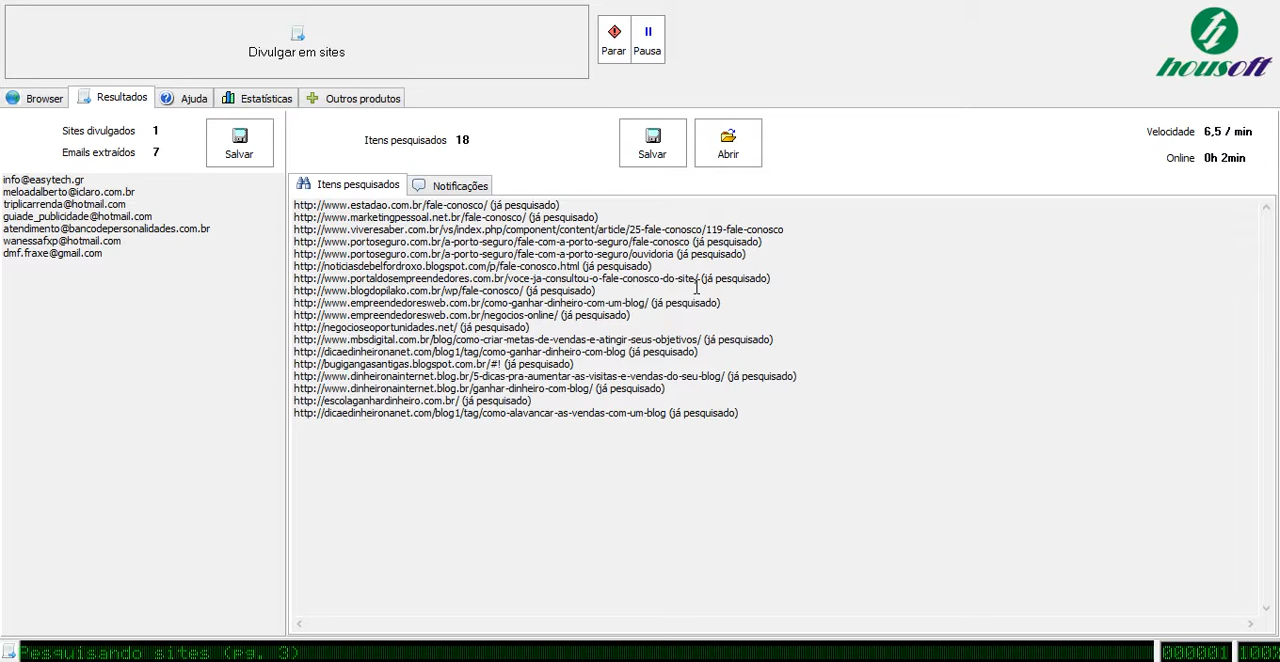 Divulgar em sites
Parar
Pausa
housoft
Browser
Resultados
Ajuda
Estatísticas
Outros produtos
Sites divulgados 1
Emails extraídos 7
Salvar
Itens pesquisados 18
Salvar
Abrir
Velocidade 6,5 / min
Online 0h 2min
info@easytech.gr
meloadalberto@iclaro.com.br
triplicarrenda@hotmail.com
guiade_publicidade@hotmail.com
atendimento@bancodepersonalidades.com.br
wanessafxp@hotmail.com
dmf.fraxe@gmail.com
Itens pesquisados
Notificações
http://www.estadao.com.br/fale-conosco/ (já pesquisado)
http://www.marketingpessoal.net.br/fale-conosco/ (já pesquisado)
http://www.viveresaber.com.br/vs/index.php/component/content/article/25-fale-conosco/119-fale-conosco
http://www.portoseguro.com.br/a-porto-seguro/fale-com-a-porto-seguro/fale-conosco (já pesquisado)
http://www.portoseguro.com.br/a-porto-seguro/fale-com-a-porto-seguro/ouvidoria (já pesquisado)
http://noticiasdebelfordroxo.blogspot.com/p/fale-conosco.html (já pesquisado)
http://www.portaldosempreendedores.com.br/voce-ja-consultou-o-fale-conosco-do-site/ (já pesquisado)
http://www.blogdopilako.com.br/wp/fale-conosco/ (já pesquisado)
http://www.empreendedoresweb.com.br/como-ganhar-dinheiro-com-um-blog/ (já pesquisado)
http://www.empreendedoresweb.com.br/negocios-online/ (já pesquisado)
http://negocioseoportunidades.net/ (já pesquisado)
http://www.mbsdigital.com.br/blog/como-criar-metas-de-vendas-e-atingir-seus-objetivos/ (já pesquisado)
http://dicaedinheironanet.com/blog1/tag/como-ganhar-dinheiro-com-blog (já pesquisado)
http://bugigangasantigas.blogspot.com.br/#! (já pesquisado)
http://www.dinheironainternet.blog.br/5-dicas-pra-aumentar-as-visitas-e-vendas-do-seu-blog/ (já pesquisado)
http://www.dinheironainternet.blog.br/ganhar-dinheiro-com-blog/ (já pesquisado)
http://escolaganhardinheiro.com.br/ (já pesquisado)
http://dicaedinheironanet.com/blog1/tag/como-alavancar-as-vendas-com-um-blog (já pesquisado)
Pesquisando sites (pg. 3)
000001
100%